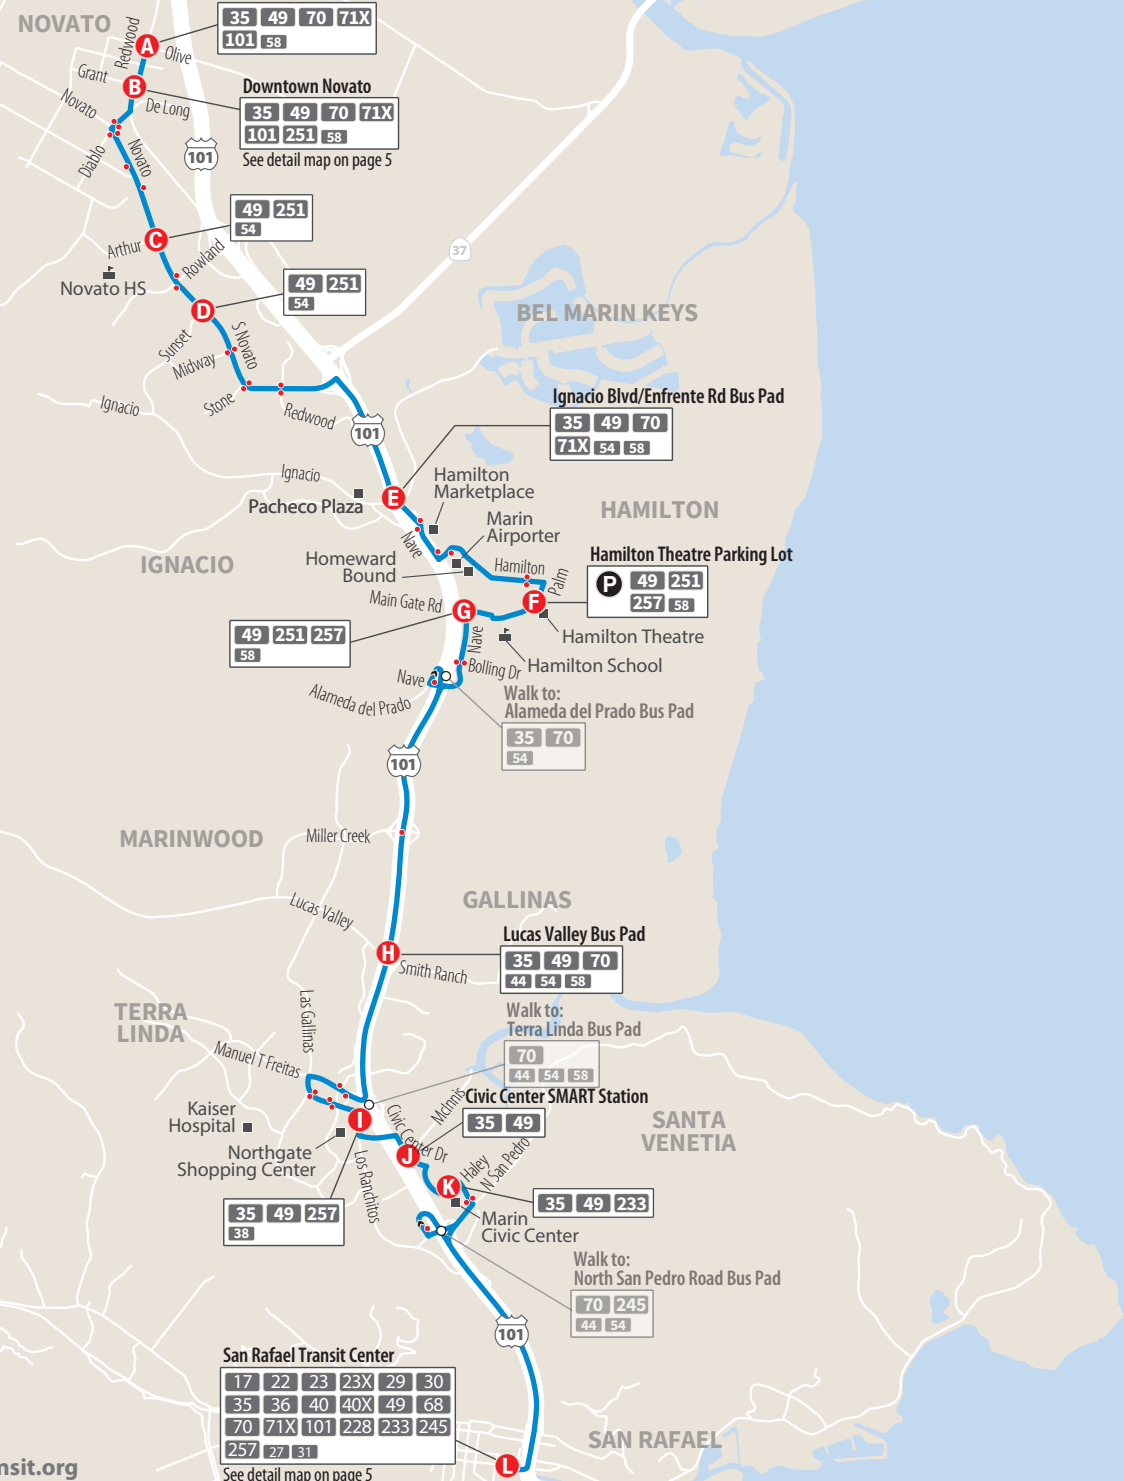 NOVATO
Redwood
A
Olive
35 49 70 71X
101 58
Grant
B
Downtown Novato
35 49 70 71X
101 251 58
See detail map on page 5
Novato
De Long
Diablo
Novato
101
49 251
54
C
Arthur
Rowland
37
Novato HS
49 251
54
D
BEL MARIN KEYS
Sunset
S Novato
Midway
Ignacio
Stone
Redwood
101
Ignacio Blvd/Enfrente Rd Bus Pad
35 49 70
71X 54 58
Ignacio
Hamilton
Marketplace
E
Pacheco Plaza
HAMILTON
Marin
Airporter
Nave
IGNACIO
Homeward
Bound
Hamilton
Palm
Hamilton Theatre Parking Lot
P
49 251
257 58
Main Gate Rd
G
F
49 251 257
58
Nave
Hamilton Theatre
Hamilton School
Bolling Dr
Nave
Alameda del Prado
Walk to:
Alameda del Prado Bus Pad
35 70
54
101
MARINWOOD
Miller Creek
GALLINAS
Lucas Valley
Lucas Valley Bus Pad
35 49 70
44 54 58
H
Smith Ranch
TERRA
LINDA
Las Gallinas
Walk to:
Terra Linda Bus Pad
70
44 54 58
Manuel T Freitas
Civic Center SMART Station
35 49
McInnis
Kaiser
Hospital
I
Civic Center Dr
SANTA
VENETIA
Northgate
Shopping Center
J
Haley
N San Pedro
Los Ranchitos
K
35 49 233
35 49 257
38
Marin
Civic Center
Walk to:
North San Pedro Road Bus Pad
70 245
44 54
101
San Rafael Transit Center
17 22 23 23X 29 30
35 36 40 40X 49 68
70 71X 101 228 233 245
257 27 31
See detail map on page 5
L
SAN RAFAEL
nsit.org